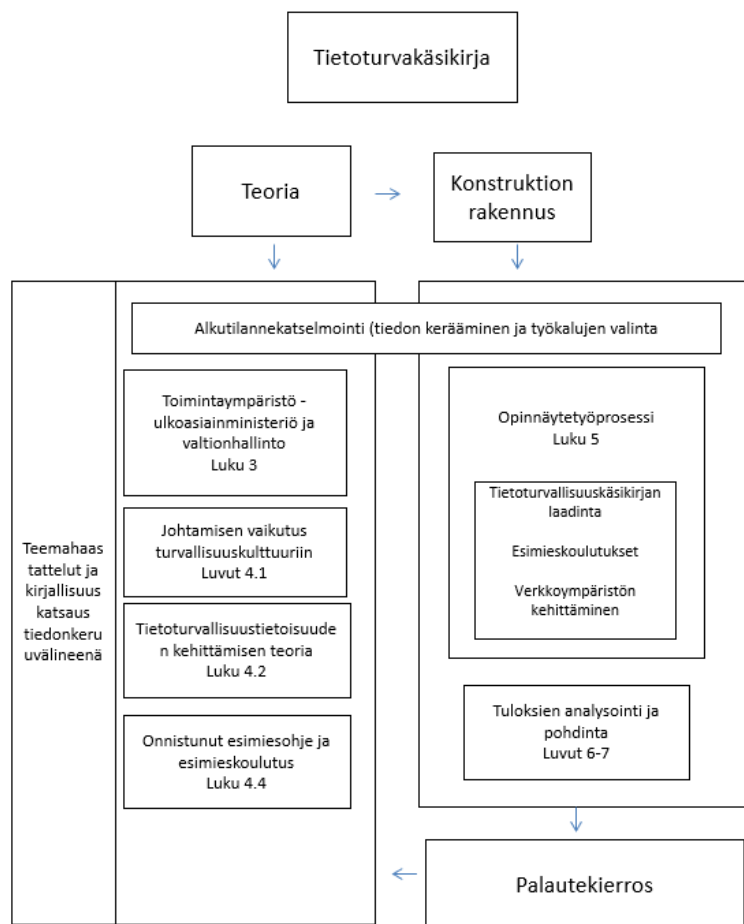 Tietoturvakäsikirja
Teoria
Konstruktion
rakennus
Alkutilannekatselmointi (tiedon kerääminen ja työkalujen valinta
Teemahaas
tattelut ja
kirjallisuus
katsaus
tiedonkeru
uvälineenä
Toimintaympäristö -
ulkoasiainministeriö ja
valtionhallinto
Luku 3
Johtamisen vaikutus
turvallisuuskulttuuriin
Luvut 4.1
Tietoturvallisuustietoisuude
n kehittämisen teoria
Luku 4.2
Onnistunut esimiesohje ja
esimieskoulutus
Luku 4.4
Opinnäytetyöprosessi
Luku 5
Tietoturvallisuuskäsikirjan
laadinta
Esimieskoulutukset
Verkkoympäristön
kehittäminen
Tuloksien analysointi ja
pohdinta
Luvut 6-7
Palautekierros